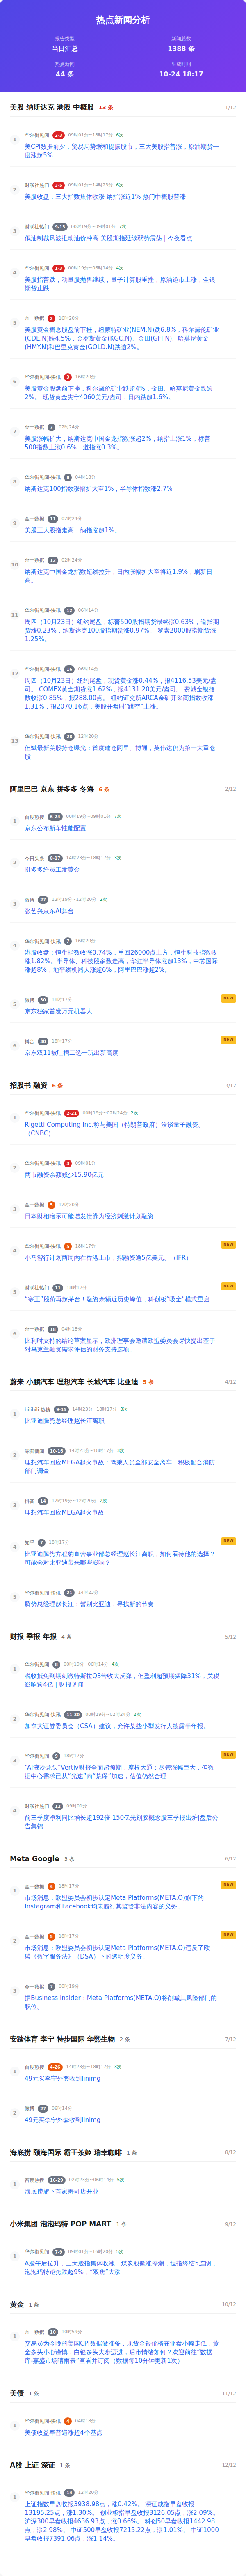 热点新闻分析
报告类型
新闻总数
当日汇总
1388 条
热点新闻
生成时间
44 条
10-24 18:17
美股 纳斯达克 港股 中概股 13 条
1/12
1
华尔街见闻 2-3 09时01分~18时17分 6次
美CPI数据前夕，贸易局势缓和提振股市，三大美股指普涨，原油期货一度涨超5%
2
财联社热门 3-5 09时01分~14时23分 6次
美股收盘：三大指数集体收涨 纳指涨近1% 热门中概股普涨
3
财联社热门 9-13 00时19分~09时01分 7次
俄油制裁风波推动油价冲高 美股期指延续弱势震荡 | 今夜看点
4
华尔街见闻 1-3 00时19分~06时14分 4次
美股指普跌，动量股抛售继续，量子计算股重挫，原油逆市上涨，金银期货止跌
5
金十数据 2 16时20分
美股黄金概念股盘前下挫，纽蒙特矿业(NEM.N)跌6.8%，科尔黛伦矿业(CDE.N)跌4.5%，金罗斯黄金(KGC.N)、金田(GFI.N)、哈莫尼黄金(HMY.N)和巴里克黄金(GOLD.N)跌逾2%。
6
华尔街见闻-快讯 3 16时20分
美股黄金股盘前下挫，科尔黛伦矿业跌超4%，金田、哈莫尼黄金跌逾2%。 现货黄金失守4060美元/盎司，日内跌超1.6%。
7
金十数据 7 02时24分
美股涨幅扩大，纳斯达克中国金龙指数涨超2%，纳指上涨1%，标普500指数上涨0.6%，道指涨0.3%。
8
华尔街见闻-快讯 8 04时18分
纳斯达克100指数涨幅扩大至1%，半导体指数涨2.7%
9
金十数据 11 02时24分
美股三大股指走高，纳指涨超1%。
10
金十数据 12 02时24分
纳斯达克中国金龙指数短线拉升，日内涨幅扩大至将近1.9%，刷新日高。
11
华尔街见闻-快讯 12 06时14分
周四（10月23日）纽约尾盘，标普500股指期货最终涨0.63%，道指期货涨0.23%，纳斯达克100股指期货涨0.97%。 罗素2000股指期货涨1.25%。
12
华尔街见闻-快讯 16 06时14分
周四（10月23日）纽约尾盘，现货黄金涨0.44%，报4116.53美元/盎司。 COMEX黄金期货涨1.62%，报4131.20美元/盎司。 费城金银指数收涨0.85%，报288.00点。 纽约证交所ARCA金矿开采商指数收涨1.31%，报2070.16点，美股开盘时“跳空”上涨。
13
华尔街见闻-快讯 28 12时20分
但斌最新美股持仓曝光：首度建仓阿里、博通，英伟达仍为第一大重仓股
阿里巴巴 京东 拼多多 冬海 6 条
2/12
1
百度热搜 6-24 00时19分~09时01分 7次
京东公布新车性能配置
2
今日头条 9-17 14时23分~18时17分 3次
拼多多给员工发黄金
3
微博 27 12时19分~12时20分 2次
张艺兴京东AI舞台
4
华尔街见闻-快讯 7 16时20分
港股收盘：恒生指数收涨0.74%，重回26000点上方，恒生科技指数收涨1.82%。半导体、科技股多数走高，华虹半导体涨超13%，中芯国际涨超8%，地平线机器人涨超6%，阿里巴巴涨超2%。
5
微博 30 18时17分
NEW
京东独家首发万元机器人
6
抖音 30 18时17分
NEW
京东双11被吐槽二选一玩出新高度
招股书 融资 6 条
3/12
1
华尔街见闻-快讯 2-21 00时19分~02时24分 2次
Rigetti Computing Inc.称与美国（特朗普政府）洽谈量子融资。（CNBC）
2
华尔街见闻-快讯 3 09时01分
两市融资余额减少15.90亿元
3
金十数据 5 12时20分
日本财相暗示可能增发债券为经济刺激计划融资
4
华尔街见闻-快讯 5 18时17分
NEW
小马智行计划两周内在香港上市，拟融资逾5亿美元。（IFR）
5
财联社热门 11 18时17分
NEW
“寒王”股价再超茅台！融资余额近历史峰值，科创板“吸金”模式重启
6
金十数据 18 04时18分
比利时支持的结论草案显示，欧洲理事会邀请欧盟委员会尽快提出基于对乌克兰融资需求评估的财务支持选项。
蔚来 小鹏汽车 理想汽车 长城汽车 比亚迪 5 条
4/12
1
bilibili 热搜 9-15 14时23分~18时17分 3次
比亚迪腾势总经理赵长江离职
2
澎湃新闻 10-16 14时23分~18时17分 3次
理想汽车回应MEGA起火事故：驾乘人员全部安全离车，积极配合消防部门调查
3
抖音 14 12时19分~12时20分 2次
理想汽车回应MEGA起火事故
4
知乎 7 18时17分
NEW
比亚迪腾势方程豹直营事业部总经理赵长江离职，如何看待他的选择？可能会对比亚迪带来哪些影响？
5
华尔街见闻-快讯 21 14时23分
腾势总经理赵长江：暂别比亚迪，寻找新的节奏
财报 季报 年报 4 条
5/12
1
华尔街见闻 8 00时19分~06时14分 4次
税收抵免到期刺激特斯拉Q3营收大反弹，但盈利超预期猛降31%，关税影响逾4亿 | 财报见闻
2
华尔街见闻-快讯 11-30 00时19分~02时24分 2次
加拿大证券委员会（CSA）建议，允许某些小型发行人披露半年报。
3
华尔街见闻 9 18时17分
NEW
“AI液冷龙头”Vertiv财报全面超预期，摩根大通：尽管涨幅巨大，但数据中心需求已从“光速”向“荒谬”加速，估值仍然合理
4
财联社热门 12 09时01分
前三季度净利同比增长超192倍 150亿光刻胶概念股三季报出炉|盘后公告集锦
Meta Google 3 条
6/12
1
金十数据 4 18时17分
NEW
市场消息：欧盟委员会初步认定Meta Platforms(META.O)旗下的Instagram和Facebook均未履行其监管非法内容的义务。
2
金十数据 5 18时17分
NEW
市场消息：欧盟委员会初步认定Meta Platforms(META.O)违反了欧盟《数字服务法》（DSA）下的透明度义务。
3
金十数据 7 00时19分
据Business Insider：Meta Platforms(META.O)将削减其风险部门的职位。
安踏体育 李宁 特步国际 华熙生物 2 条
7/12
1
百度热搜 4-26 14时23分~18时17分 3次
49元买李宁外套收到lining
2
微博 27 06时14分
49元买李宁外套收到lining
海底捞 颐海国际 霸王茶姬 瑞幸咖啡 1 条
8/12
1
百度热搜 16-29 02时23分~06时14分 5次
海底捞旗下首家寿司店开业
小米集团 泡泡玛特 POP MART 1 条
9/12
1
华尔街见闻 7-9 09时01分~16时20分 5次
A股午后拉升，三大股指集体收涨，煤炭股掀涨停潮，恒指终结5连阴，泡泡玛特逆势跌超9%，“双焦”大涨
黄金 1 条
10/12
1
金十数据 10 10时59分
交易员为今晚的美国CPI数据做准备，现货金银价格在亚盘小幅走低，黄金多头小心谨慎，白银多头大步迈进，后市情绪如何？欢迎前往“数据库-嘉盛市场晴雨表”查看并订阅（数据每10分钟更新1次）
美债 1 条
11/12
1
华尔街见闻-快讯 4 04时18分
美债收益率普遍涨超4个基点
A股 上证 深证 1 条
12/12
1
华尔街见闻-快讯 14 12时20分
上证指数早盘收报3938.98点，涨0.42%。 深证成指早盘收报13195.25点，涨1.30%。 创业板指早盘收报3126.05点，涨2.09%。 沪深300早盘收报4636.93点，涨0.66%。 科创50早盘收报1442.98点，涨2.98%。 中证500早盘收报7215.22点，涨1.01%。 中证1000早盘收报7391.06点，涨1.14%。